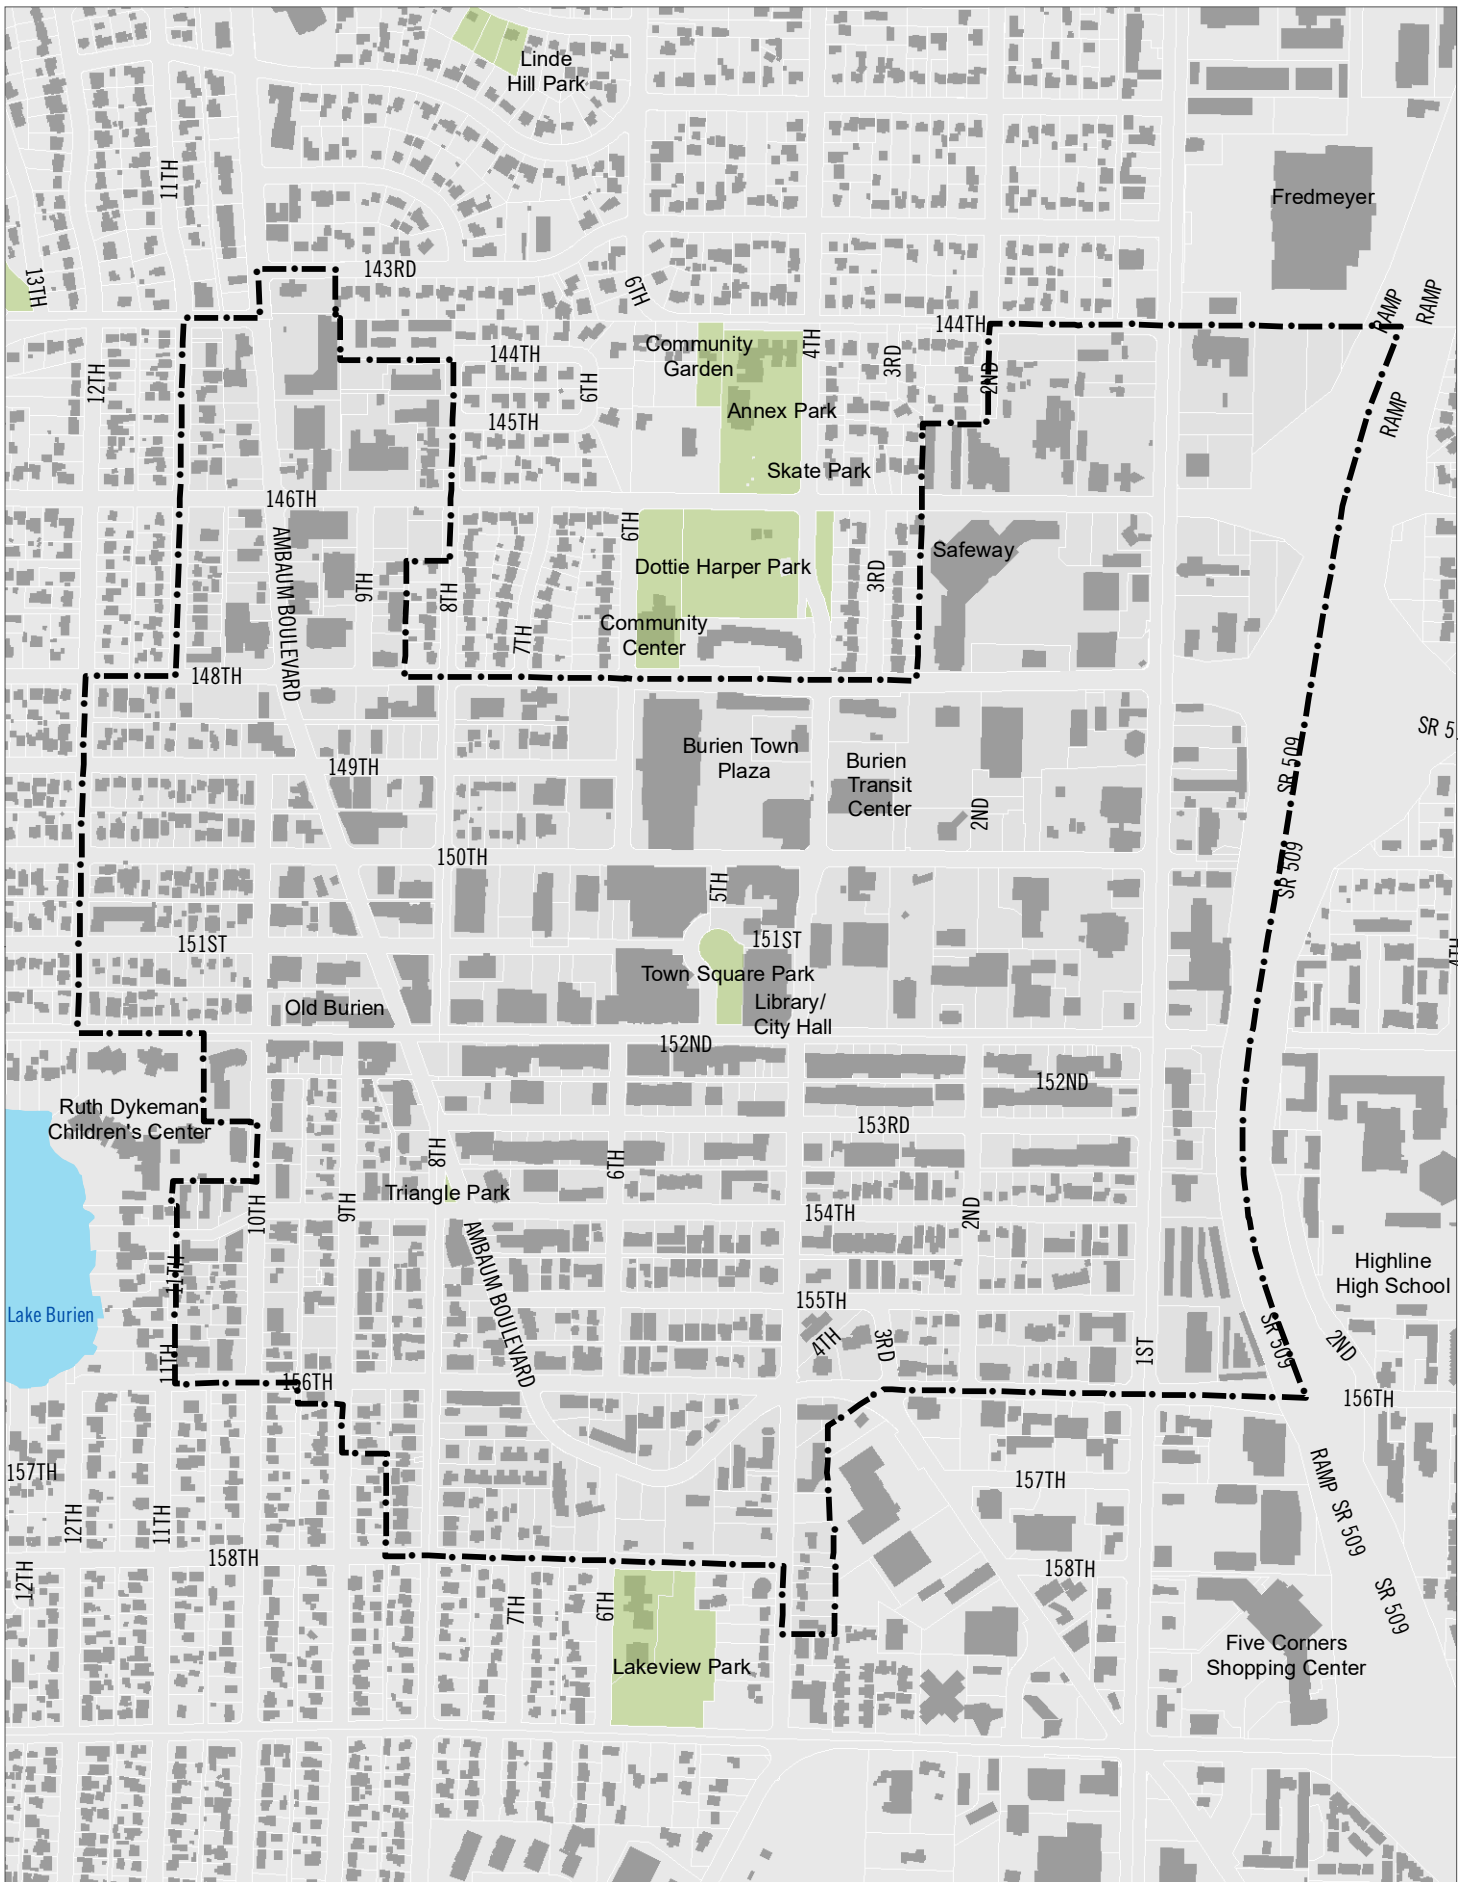 Linde
Hill Park
11TH
Fredmeyer
13TH
143RD
6TH
RAMP
RAMP
144TH
4TH
Community
Garden
144TH
3RD
12TH
6TH
2ND
RAMP
Annex Park
145TH
Skate Park
146TH
6TH
AMBAUM BOULEVARD
Safeway
Dottie Harper Park
3RD
9TH
8TH
Community
Center
7TH
148TH
SR 5
Burien Town
Plaza
Burien
Transit
Center
149TH
SR 509
2ND
150TH
SR 509
5TH
151ST
151ST
4TH
Town Square Park
Old Burien
Library/
City Hall
152ND
152ND
Ruth Dykeman
Children's Center
153RD
8TH
6TH
Triangle Park
10TH
9TH
154TH
2ND
11TH
AMBAUM BOULEVARD
Highline
High School
Lake Burien
155TH
4TH
3RD
1ST
SR 509
2ND
11TH
156TH
156TH
157TH
157TH
RAMP
SR 509
12TH
11TH
158TH
158TH
12TH
7TH
6TH
SR 509
Lakeview Park
Five Corners
Shopping Center